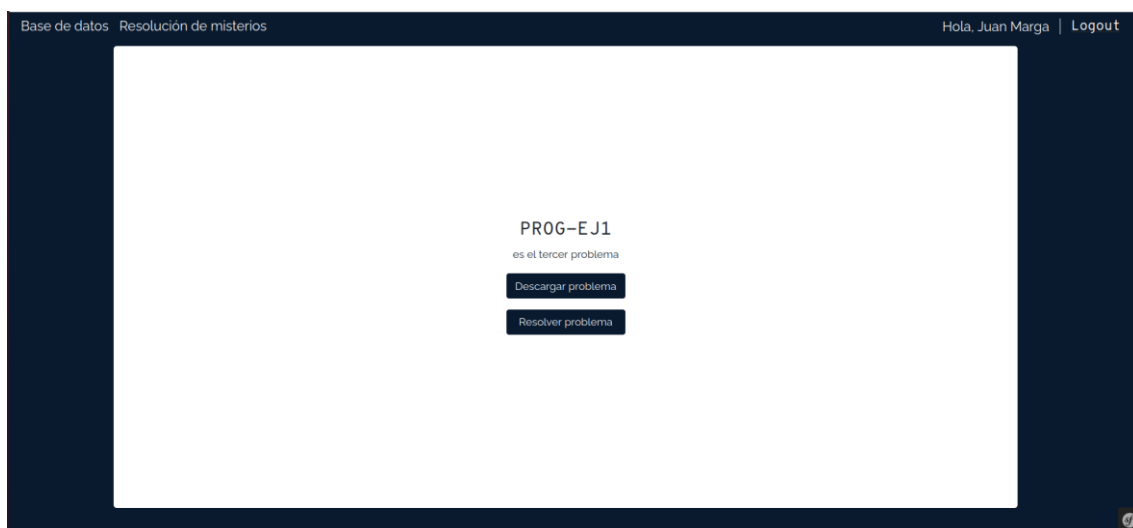 Base de datos Resolución de misterios Hola, Juan Marga | Logout
PROG-EJ1
es el tercer problema
Descargar problema
Resolver problema